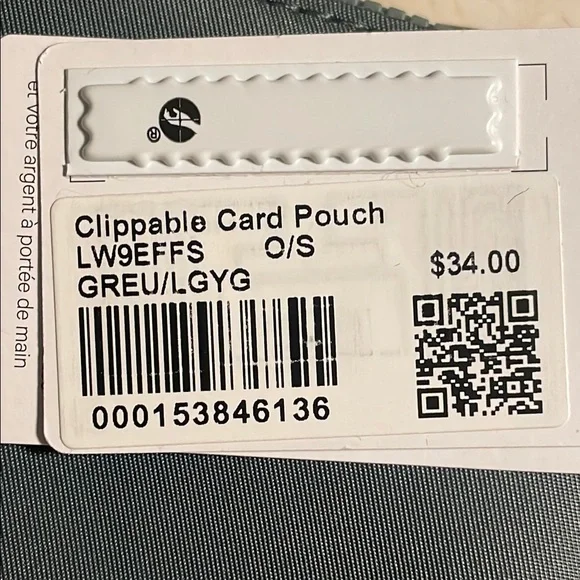 ®
et votre argent à portée de main
Clippable Card Pouch
LW9EFFS O/S
$34.00
GREU/LGYG
000153846136